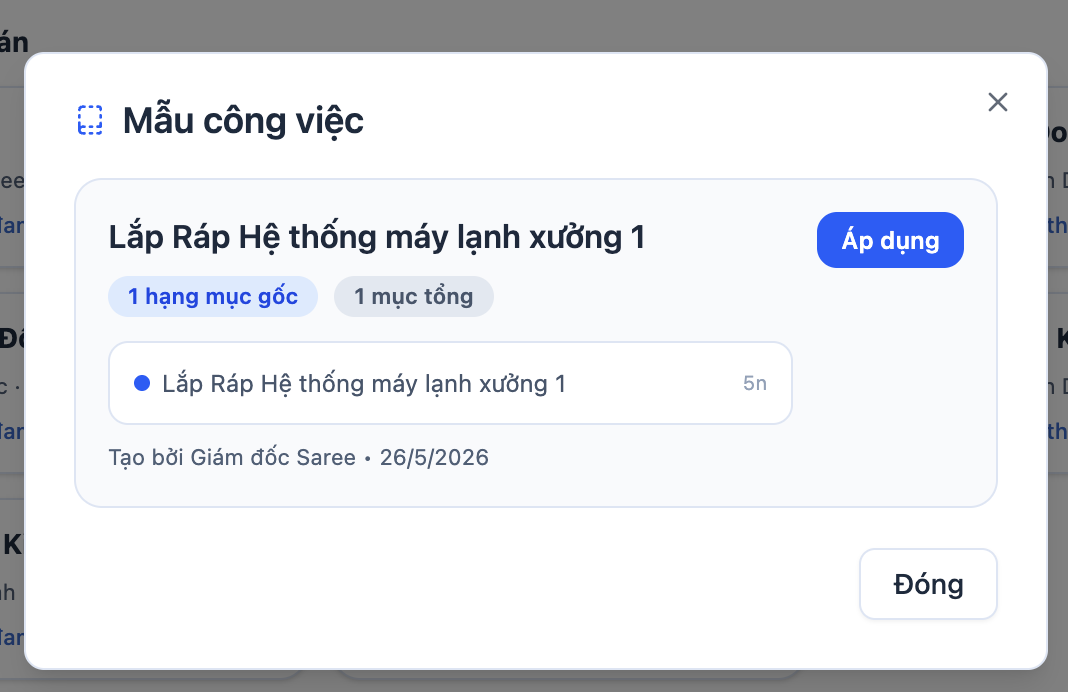 án
Mẫu công việc
Lắp Ráp Hệ thống máy lạnh xưởng 1
Áp dụng
1 hạng mục gốc
1 mục tổng
Lắp Ráp Hệ thống máy lạnh xưởng 1
5n
Tạo bởi Giám đốc Saree • 26/5/2026
Đóng